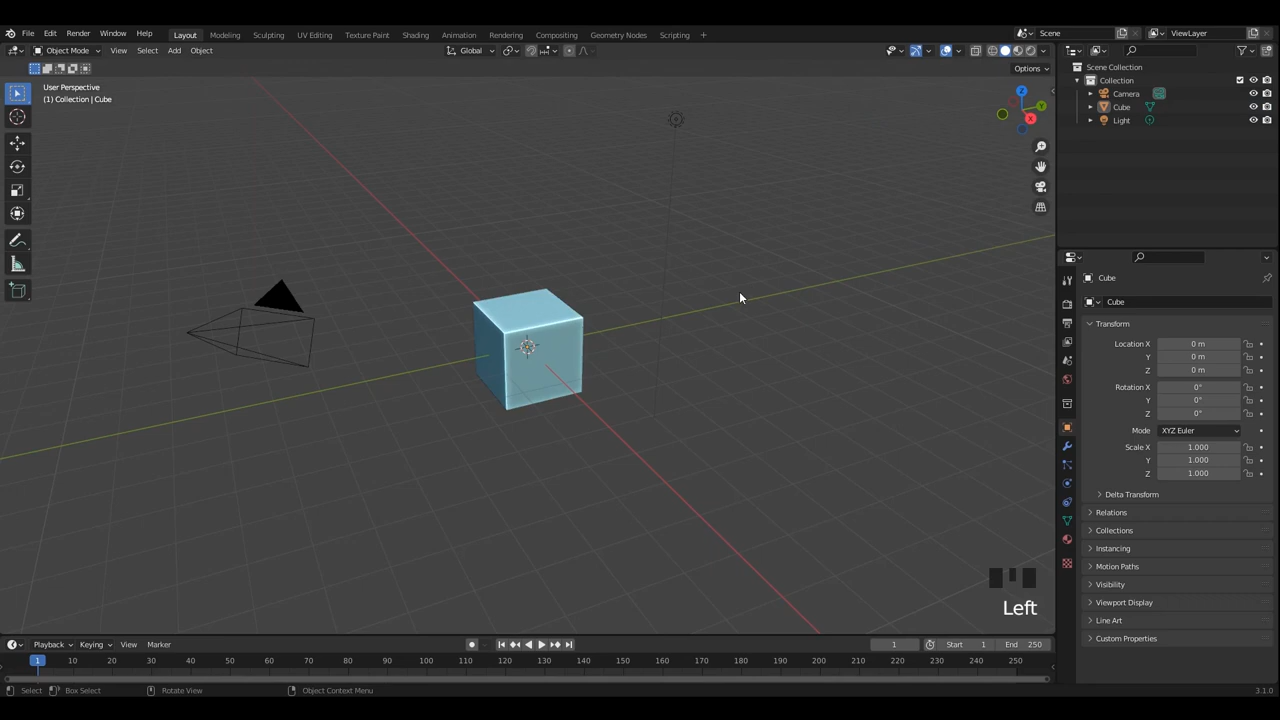 File Edit Render Window Help Layout Modeling Sculpting UV Editing Texture Paint Shading Animation Rendering Compositing Geometry Nodes Scripting + Scene ViewLayer
Object Mode View Select Add Object Global
Options
User Perspective
(1) Collection | Cube
Z
Y
X
Scene Collection
Collection
Camera
Cube
Light
Cube
Cube
Transform
Location X 0 m
Y 0 m
Z 0 m
Rotation X 0°
Y 0°
Z 0°
Mode XYZ Euler
Scale X 1.000
Y 1.000
Z 1.000
Delta Transform
Relations
Collections
Instancing
Motion Paths
Visibility
Viewport Display
Line Art
Custom Properties
Left
Playback Keying View Marker 1 Start 1 End 250
1 10 20 30 40 50 60 70 80 90 100 110 120 130 140 150 160 170 180 190 200 210 220 230 240 250
Select Box Select Rotate View Object Context Menu 3.1.0